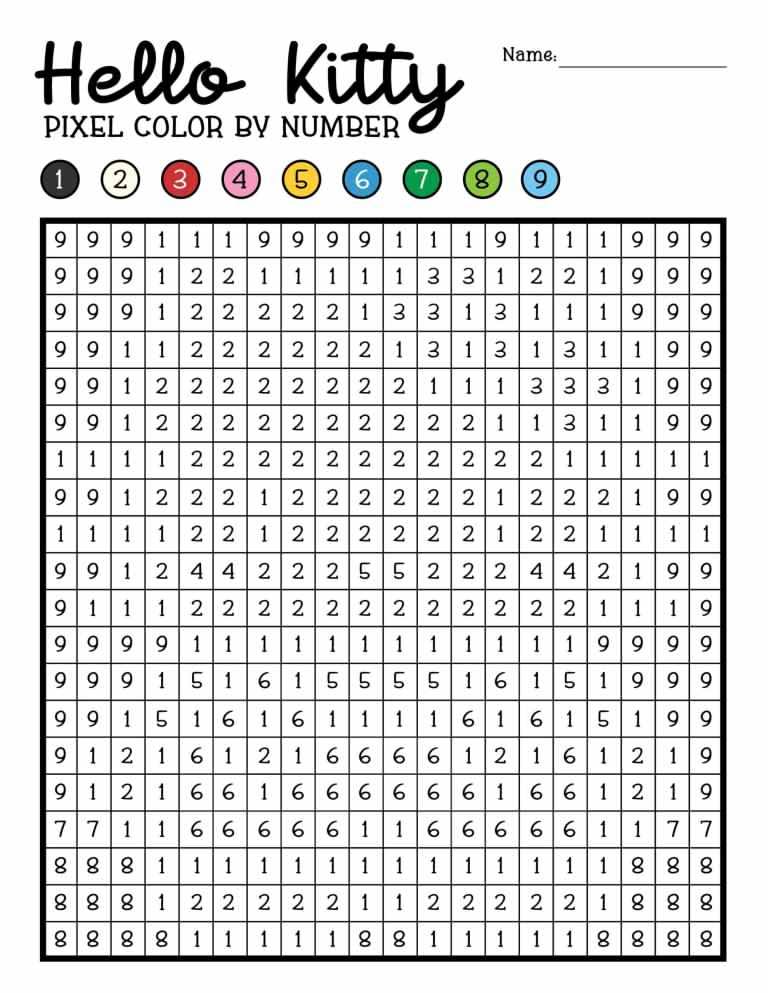 Hello Kitty
Name:
PIXEL COLOR BY NUMBER
1 2 3 4 5 6 7 8 9
9 9 9 1 1 1 9 9 9 9 1 1 1 9 1 1 1 9 9 9
9 9 9 1 2 2 1 1 1 1 1 3 3 1 2 2 1 9 9 9
9 9 9 1 2 2 2 2 2 1 3 3 1 3 1 1 1 9 9 9
9 9 1 1 2 2 2 2 2 2 1 3 1 3 1 3 1 1 9 9
9 9 1 2 2 2 2 2 2 2 2 1 1 1 3 3 3 1 9 9
9 9 1 2 2 2 2 2 2 2 2 2 2 1 1 3 1 1 9 9
1 1 1 1 2 2 2 2 2 2 2 2 2 2 2 1 1 1 1 1
9 9 1 2 2 2 1 2 2 2 2 2 2 1 2 2 2 1 9 9
1 1 1 1 2 2 1 2 2 2 2 2 2 1 2 2 1 1 1 1
9 9 1 2 4 4 2 2 2 5 5 2 2 2 4 4 2 1 9 9
9 1 1 1 2 2 2 2 2 2 2 2 2 2 2 2 1 1 1 9
9 9 9 9 1 1 1 1 1 1 1 1 1 1 1 1 9 9 9 9
9 9 9 1 5 1 6 1 5 5 5 5 1 6 1 5 1 9 9 9
9 9 1 5 1 6 1 6 1 1 1 1 6 1 6 1 5 1 9 9
9 1 2 1 6 1 2 1 6 6 6 6 1 2 1 6 1 2 1 9
9 1 2 1 6 6 1 6 6 6 6 6 6 1 6 6 1 2 1 9
7 7 1 1 6 6 6 6 6 1 1 6 6 6 6 6 1 1 7 7
8 8 8 1 1 1 1 1 1 1 1 1 1 1 1 1 1 8 8 8
8 8 8 1 2 2 2 2 2 1 1 2 2 2 2 2 1 8 8 8
8 8 8 8 1 1 1 1 1 8 8 1 1 1 1 1 8 8 8 8